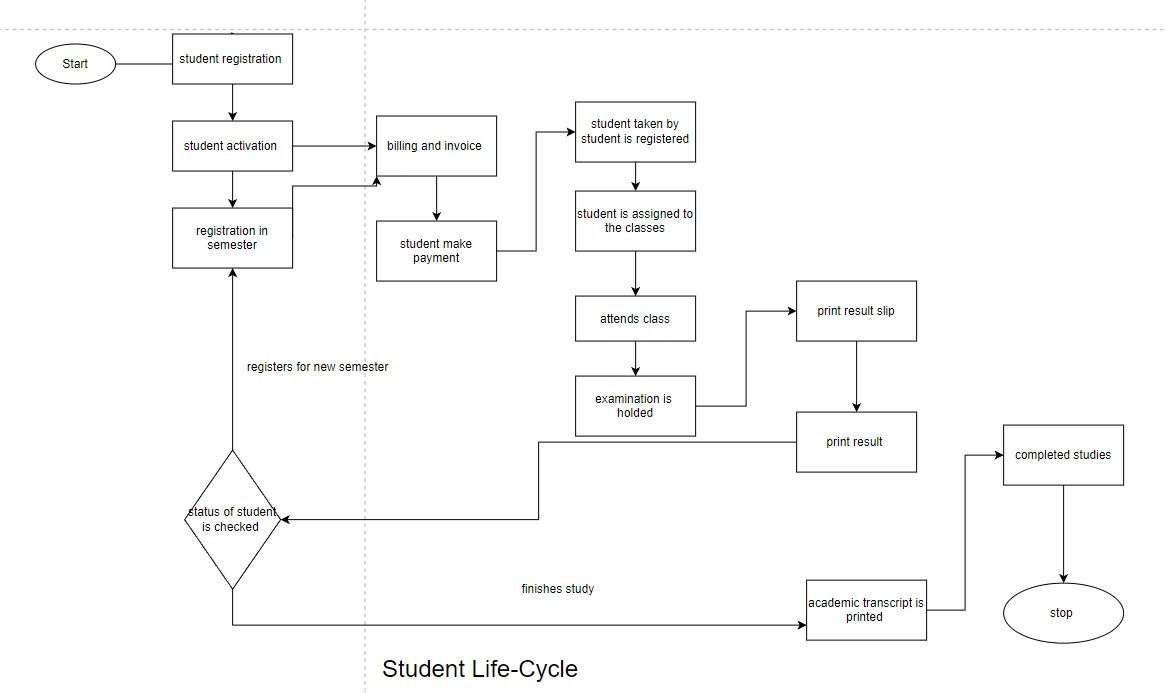 Start
student registration
student activation
registration in
semester
billing and invoice
student make
payment
student taken by
student is registered
student is assigned to
the classes
attends class
examination is
holded
print result slip
print result
registers for new semester
status of student
is checked
finishes study
academic transcript is
printed
completed studies
stop
Student Life-Cycle